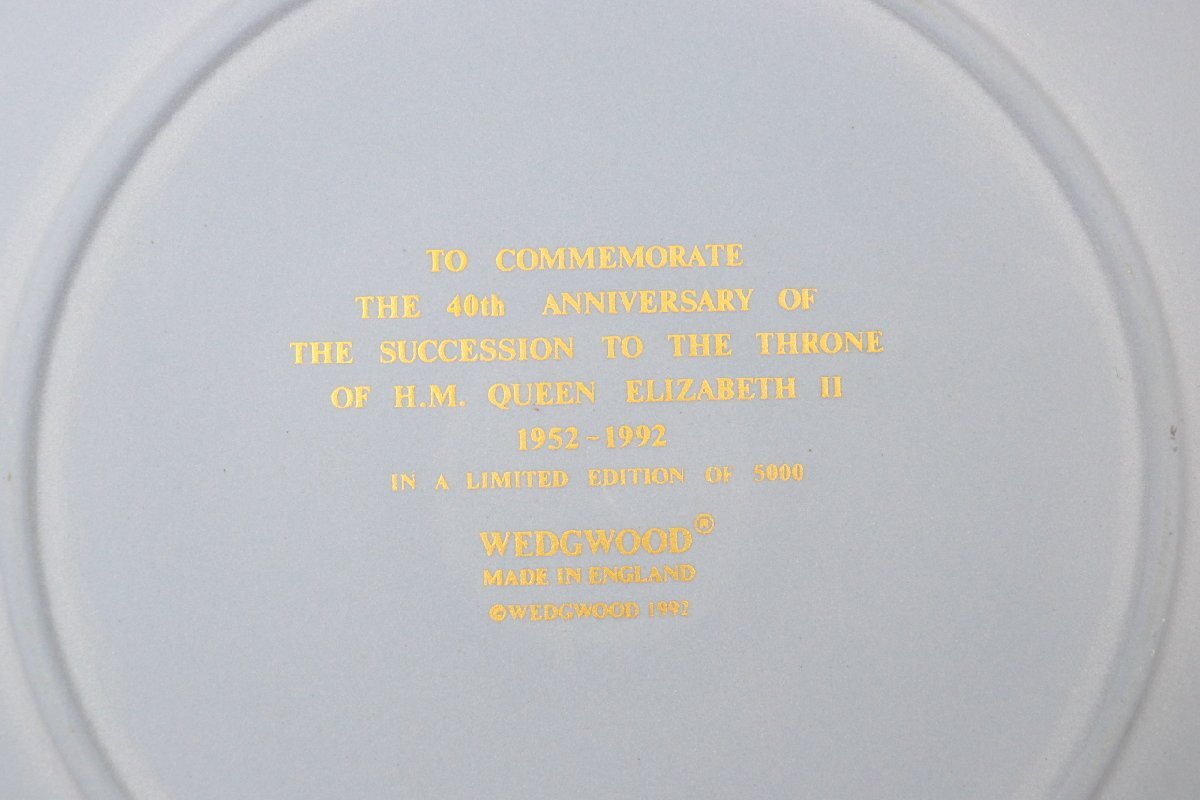 TO COMMEMORATE
THE 40th ANNIVERSARY OF
THE SUCCESSION TO THE THRONE
OF H.M. QUEEN ELIZABETH II
1952-1992
IN A LIMITED EDITION OF 5000
WEDGWOOD®
MADE IN ENGLAND
©WEDGWOOD 1992